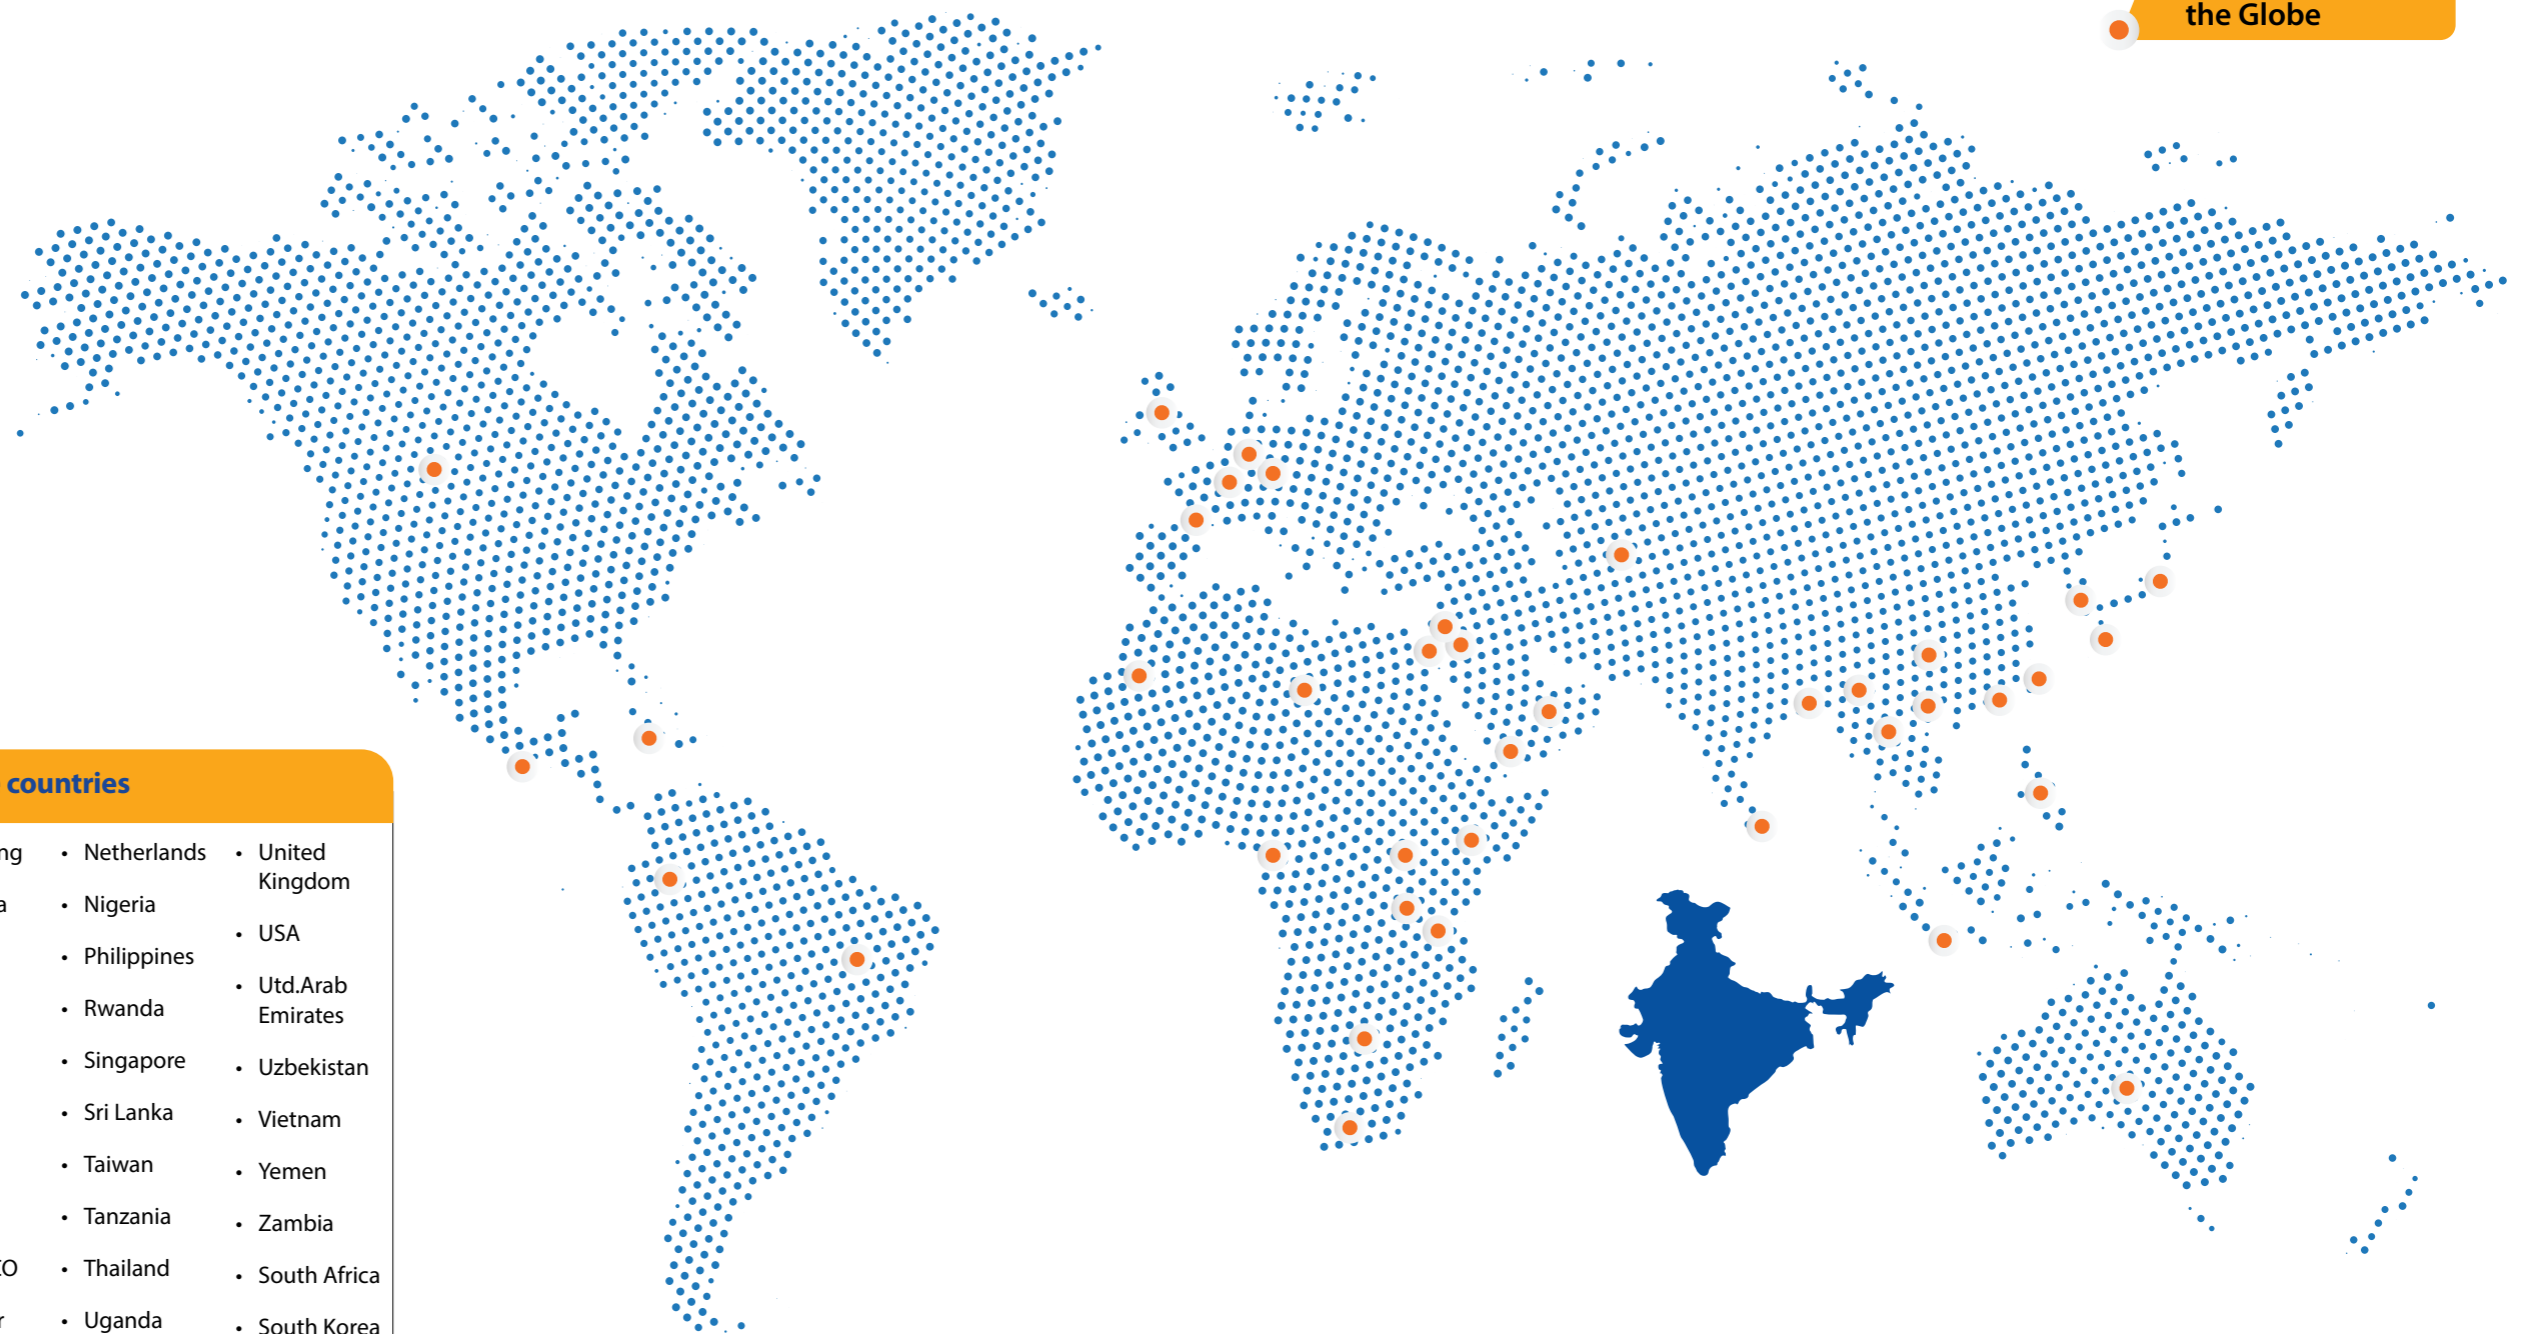 the Globe
countries
• Netherlands
• Nigeria
• Philippines
• Rwanda
• Singapore
• Sri Lanka
• Taiwan
• Tanzania
• Thailand
• Uganda
• United
Kingdom
• USA
• Utd.Arab
Emirates
• Uzbekistan
• Vietnam
• Yemen
• Zambia
• South Africa
• South Korea